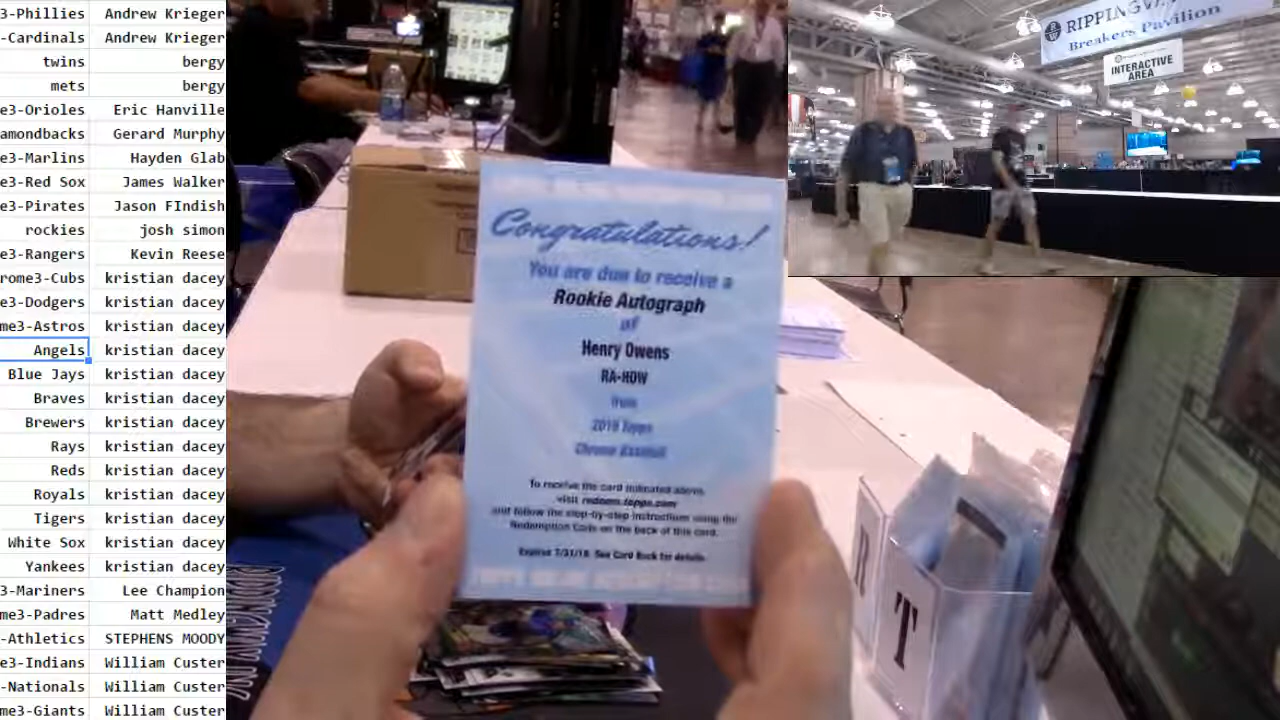 3-Phillies Andrew Krieger
-Cardinals Andrew Krieger
twins bergy
mets bergy
me3-Orioles Eric Hanville
amondbacks Gerard Murphy
me3-Marlins Hayden Glab
e3-Red Sox James Walker
e3-Pirates Jason FIndish
rockies josh simon
e3-Rangers Kevin Reese
rome3-Cubs kristian dacey
e3-Dodgers kristian dacey
me3-Astros kristian dacey
Angels kristian dacey
Blue Jays kristian dacey
Braves kristian dacey
Brewers kristian dacey
Rays kristian dacey
Reds kristian dacey
Royals kristian dacey
Tigers kristian dacey
White Sox kristian dacey
Yankees kristian dacey
3-Mariners Lee Champion
me3-Padres Matt Medley
-Athletics STEPHENS MOODY
e3-Indians William Custer
-Nationals William Custer
me3-Giants William Custer
Congratulations!
You are due to receive a
Rookie Autograph
of
Henry Owens
RA-HOW
from
Topps
Chrome Baseball
To receive the card indicated above,
visit redeem.topps.com
and follow the step-by-step instructions using the
Redemption Code on the back of this card.
Expires 7/31/18. See Card Back for details.
RIPPING
Breakers Pavilion
INTERACTIVE
AREA
R
T